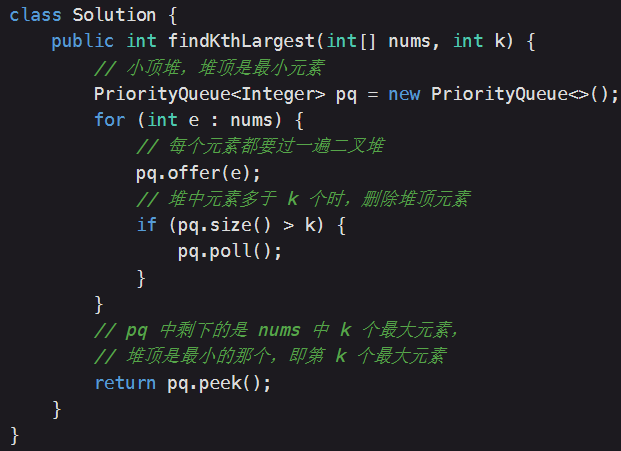 class Solution {
    public int findKthLargest(int[] nums, int k) {
        // 小顶堆，堆顶是最小元素
        PriorityQueue<Integer> pq = new PriorityQueue<>();
        for (int e : nums) {
            // 每个元素都要过一遍二叉堆
            pq.offer(e);
            // 堆中元素多于 k 个时，删除堆顶元素
            if (pq.size() > k) {
                pq.poll();
            }
        }
        // pq 中剩下的是 nums 中 k 个最大元素，
        // 堆顶是最小的那个，即第 k 个最大元素
        return pq.peek();
    }
}